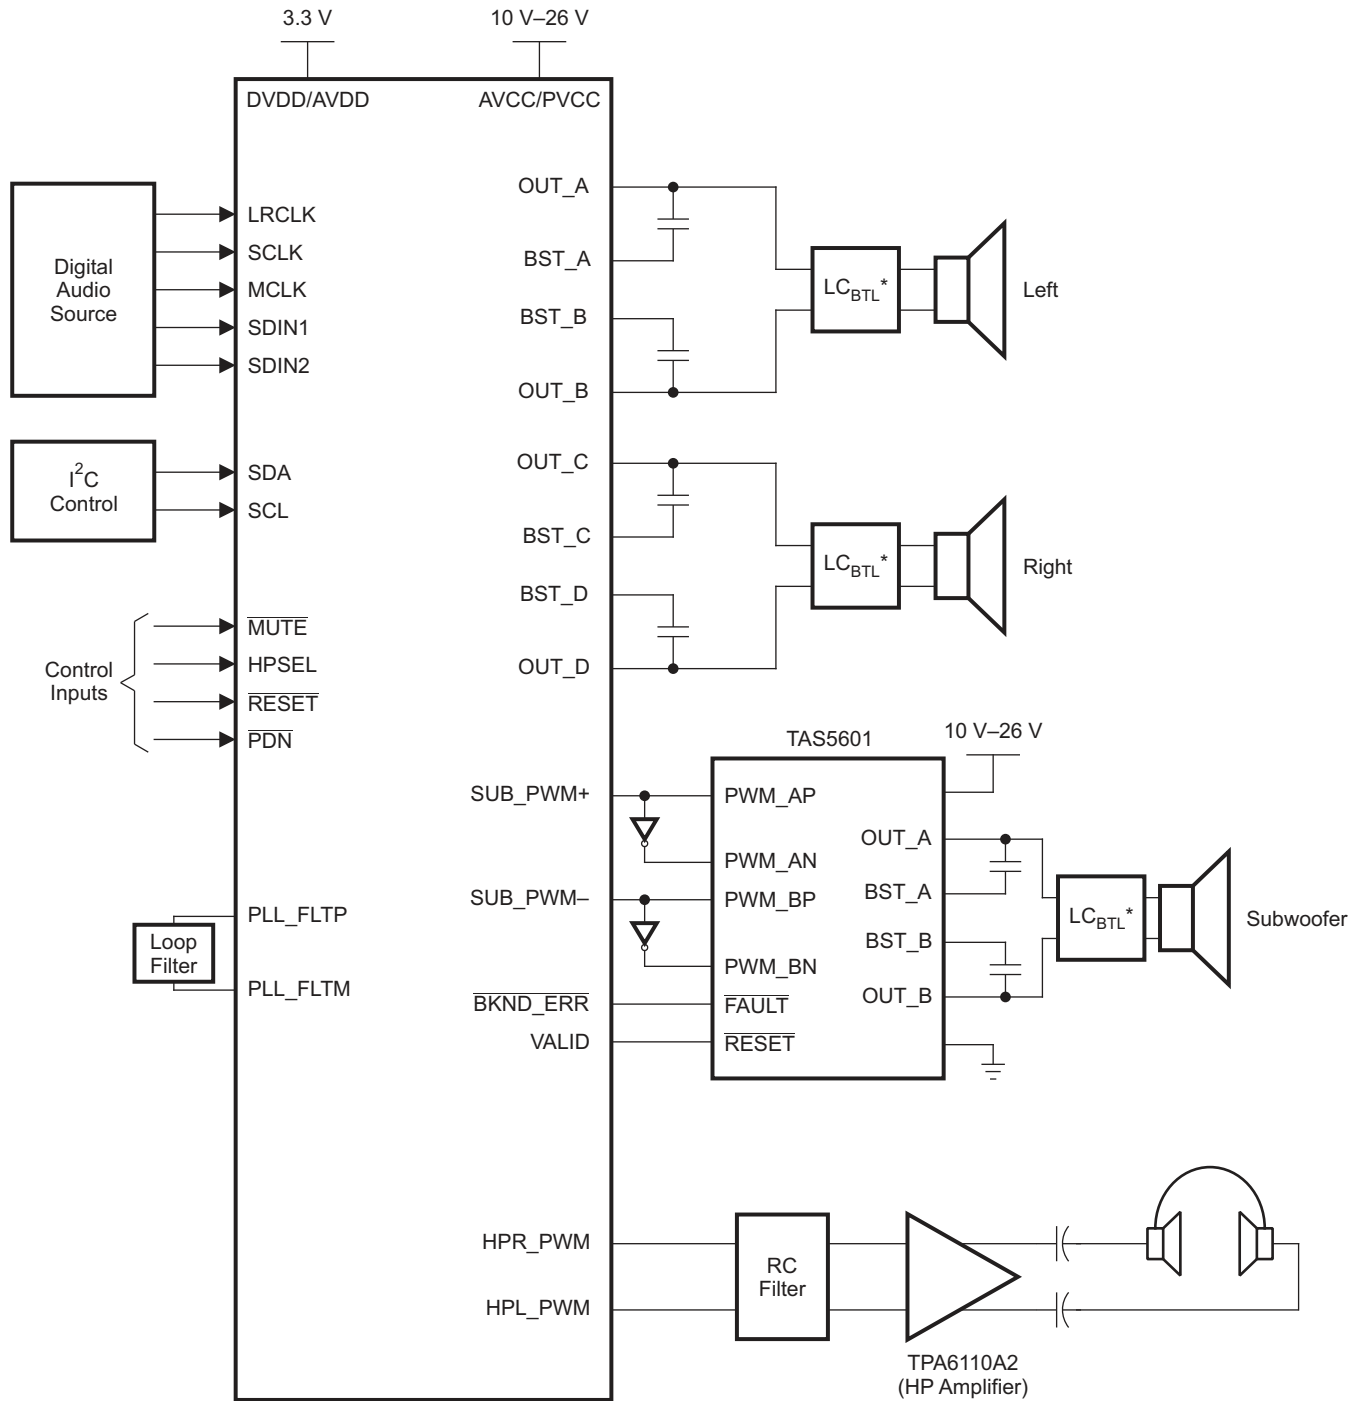 3.3 V
10 V–26 V
DVDD/AVDD
AVCC/PVCC
Digital
Audio
Source
LRCLK
SCLK
MCLK
SDIN1
SDIN2
I²C
Control
SDA
SCL
Control
Inputs
MUTE
HPSEL
RESET
PDN
Loop
Filter
PLL_FLTP
PLL_FLTM
OUT_A
BST_A
BST_B
OUT_B
LC_BTL*
Left
OUT_C
BST_C
BST_D
OUT_D
LC_BTL*
Right
SUB_PWM+
SUB_PWM–
BKND_ERR
VALID
TAS5601
10 V–26 V
PWM_AP
PWM_AN
PWM_BP
PWM_BN
FAULT
RESET
OUT_A
BST_A
BST_B
OUT_B
LC_BTL*
Subwoofer
HPR_PWM
HPL_PWM
RC
Filter
TPA6110A2
(HP Amplifier)